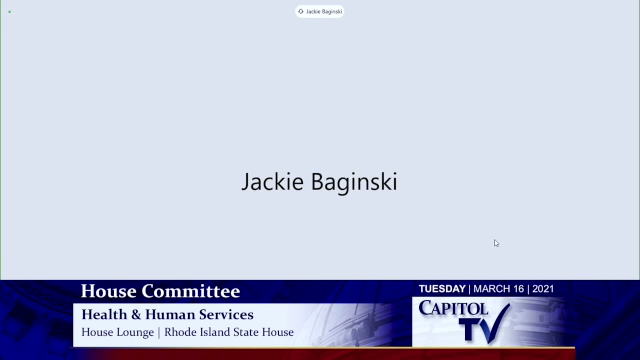 Jackie Baginski
Jackie Baginski
House Committee
TUESDAY | MARCH 16 | 2021
Health & Human Services
House Lounge | Rhode Island State House
CAPITOL
TV